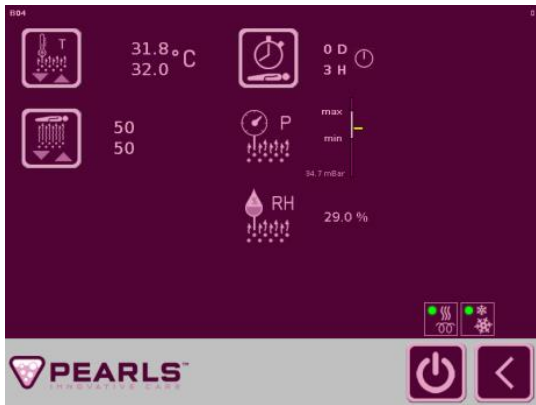 B04
T
31.8 °C
32.0
0 D
3 H
50
50
P
max
min
34.7 mBar
RH
29.0 %
PEARLS™
INNOVATIVE CARE